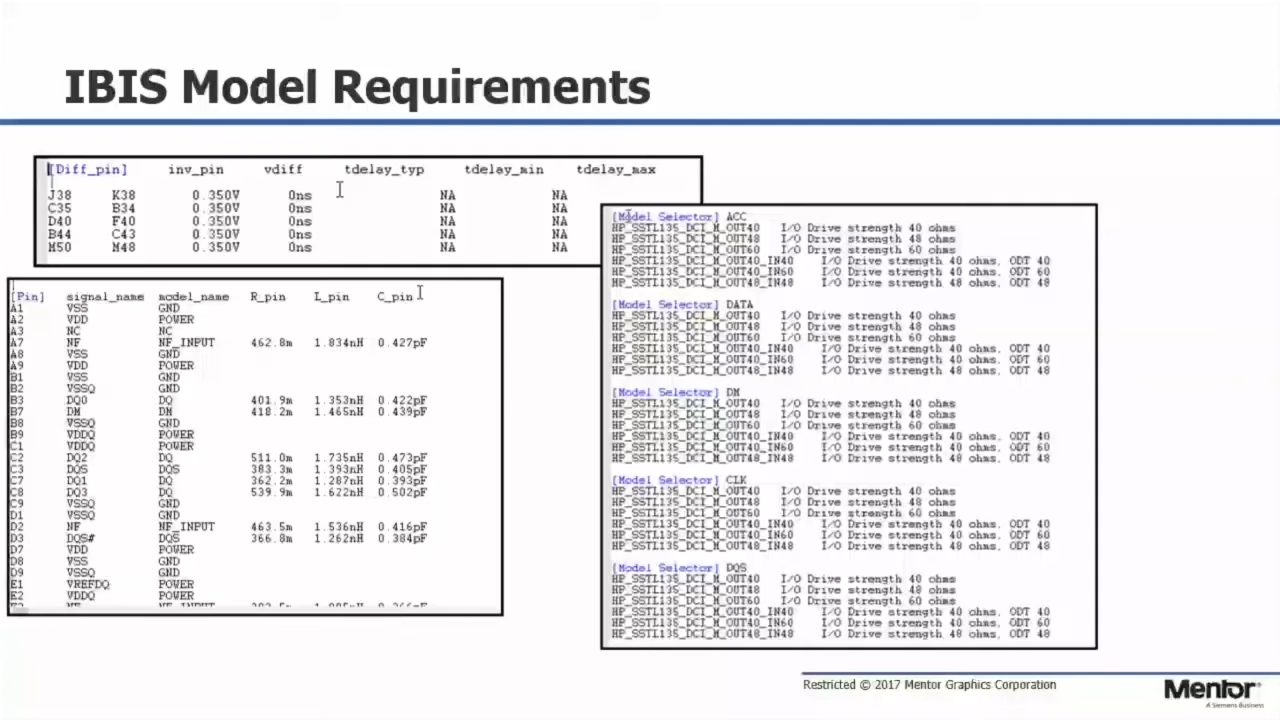 IBIS Model Requirements
[Diff_pin] inv_pin vdiff tdelay_typ tdelay_min tdelay_max
J38 K38 0.350V 0ns NA NA
C35 B34 0.350V 0ns NA NA
D40 F40 0.350V 0ns NA NA
B44 C43 0.350V 0ns NA NA
M50 M48 0.350V 0ns NA NA
[Pin] signal_name model_name R_pin L_pin C_pin
A1 VSS GND
A2 VDD POWER
A3 NC NC
A7 NF NF_INPUT 462.8m 1.834nH 0.427pF
A8 VSS GND
A9 VDD POWER
B1 VSS GND
B2 VSSQ GND
B3 DQ0 DQ 401.9m 1.353nH 0.422pF
B7 DM DM 418.2m 1.465nH 0.439pF
B8 VSSQ GND
B9 VDDQ POWER
C1 VDDQ POWER
C2 DQ2 DQ 511.0m 1.735nH 0.473pF
C3 DQS DQS 383.3m 1.393nH 0.405pF
C7 DQ1 DQ 362.2m 1.287nH 0.393pF
C8 DQ3 DQ 539.9m 1.622nH 0.502pF
C9 VSSQ GND
D1 VSSQ GND
D2 NF NF_INPUT 463.5m 1.536nH 0.416pF
D3 DQS# DQS 366.8m 1.262nH 0.384pF
D7 VDD POWER
D8 VSS GND
D9 VSSQ GND
E1 VREFDQ POWER
E2 VDDQ POWER
[Model Selector] ACC
HP_SSTL135_DCI_M_OUT40 I/O Drive strength 40 ohms
HP_SSTL135_DCI_M_OUT48 I/O Drive strength 48 ohms
HP_SSTL135_DCI_M_OUT60 I/O Drive strength 60 ohms
HP_SSTL135_DCI_M_OUT40_IN40 I/O Drive strength 40 ohms, ODT 40
HP_SSTL135_DCI_M_OUT40_IN60 I/O Drive strength 40 ohms, ODT 60
HP_SSTL135_DCI_M_OUT48_IN48 I/O Drive strength 48 ohms, ODT 48
[Model Selector] DATA
HP_SSTL135_DCI_M_OUT40 I/O Drive strength 40 ohms
HP_SSTL135_DCI_M_OUT48 I/O Drive strength 48 ohms
HP_SSTL135_DCI_M_OUT60 I/O Drive strength 60 ohms
HP_SSTL135_DCI_M_OUT40_IN40 I/O Drive strength 40 ohms, ODT 40
HP_SSTL135_DCI_M_OUT40_IN60 I/O Drive strength 40 ohms, ODT 60
HP_SSTL135_DCI_M_OUT48_IN48 I/O Drive strength 48 ohms, ODT 48
[Model Selector] DM
HP_SSTL135_DCI_M_OUT40 I/O Drive strength 40 ohms
HP_SSTL135_DCI_M_OUT48 I/O Drive strength 48 ohms
HP_SSTL135_DCI_M_OUT60 I/O Drive strength 60 ohms
HP_SSTL135_DCI_M_OUT40_IN40 I/O Drive strength 40 ohms, ODT 40
HP_SSTL135_DCI_M_OUT40_IN60 I/O Drive strength 40 ohms, ODT 60
HP_SSTL135_DCI_M_OUT48_IN48 I/O Drive strength 48 ohms, ODT 48
[Model Selector] CLK
HP_SSTL135_DCI_M_OUT40 I/O Drive strength 40 ohms
HP_SSTL135_DCI_M_OUT48 I/O Drive strength 48 ohms
HP_SSTL135_DCI_M_OUT60 I/O Drive strength 60 ohms
HP_SSTL135_DCI_M_OUT40_IN40 I/O Drive strength 40 ohms, ODT 40
HP_SSTL135_DCI_M_OUT40_IN60 I/O Drive strength 40 ohms, ODT 60
HP_SSTL135_DCI_M_OUT48_IN48 I/O Drive strength 48 ohms, ODT 48
[Model Selector] DQS
HP_SSTL135_DCI_M_OUT40 I/O Drive strength 40 ohms
HP_SSTL135_DCI_M_OUT48 I/O Drive strength 48 ohms
HP_SSTL135_DCI_M_OUT60 I/O Drive strength 60 ohms
HP_SSTL135_DCI_M_OUT40_IN40 I/O Drive strength 40 ohms, ODT 40
HP_SSTL135_DCI_M_OUT40_IN60 I/O Drive strength 40 ohms, ODT 60
HP_SSTL135_DCI_M_OUT48_IN48 I/O Drive strength 48 ohms, ODT 48
Restricted © 2017 Mentor Graphics Corporation
Mentor
A Siemens Business